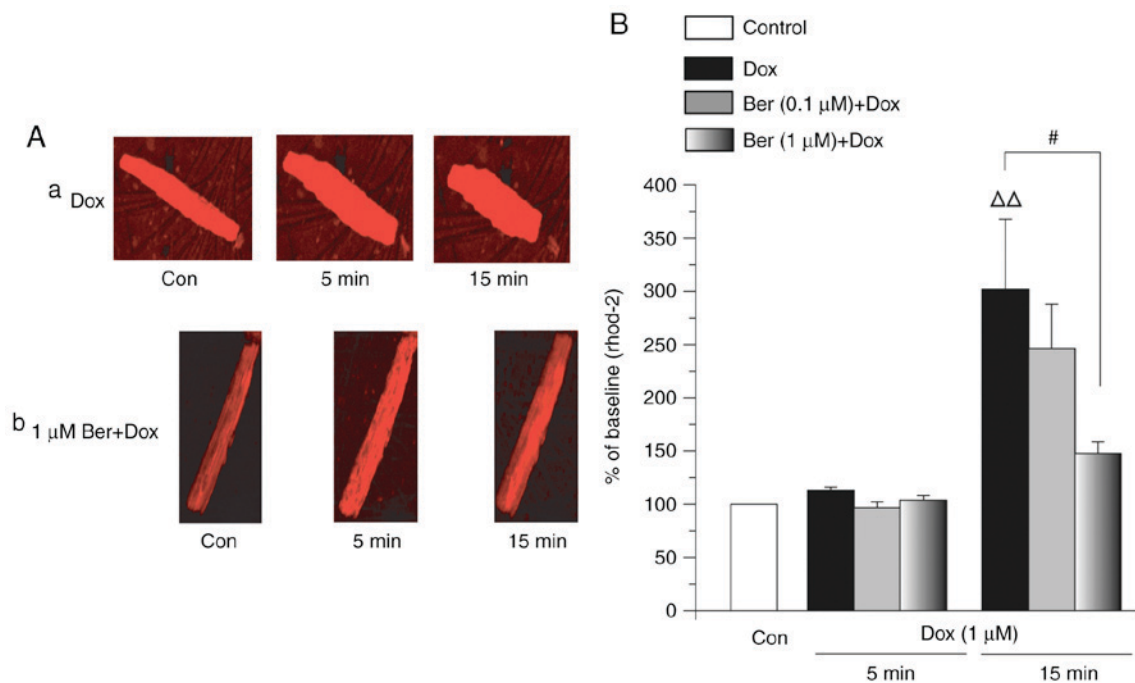 A
a Dox
Con 5 min 15 min
b 1 μM Ber+Dox
Con 5 min 15 min
B
Control
Dox
Ber (0.1 μM)+Dox
Ber (1 μM)+Dox
#
ΔΔ
% of baseline (rhod-2)
400
350
300
250
200
150
100
50
0
Con
Dox (1 μM)
5 min 15 min